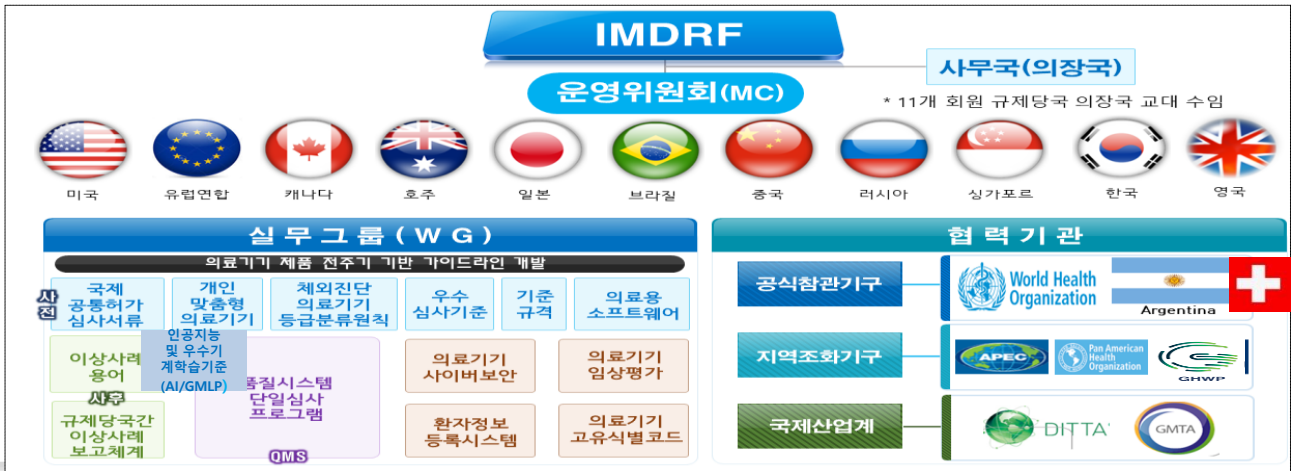 IMDRF
사무국(의장국)
운영위원회(MC)
* 11개 회원 규제당국 의장국 교대 수임
미국
유럽연합
캐나다
호주
일본
브라질
중국
러시아
싱가포르
한국
영국
실무그룹(WG)
의료기기 제품 전주기 기반 가이드라인 개발
사전
국제
공통허가
심사서류
개인
맞춤형
의료기기
체외진단
의료기기
등급분류원칙
우수
심사기준
기준
규격
의료용
소프트웨어
이상사례
용어
인공지능
및 우수기
계학습기준
(AI/GMLP)
품질시스템
단일심사
프로그램
의료기기
사이버보안
의료기기
임상평가
사후
규제당국간
이상사례
보고체계
QMS
환자정보
등록시스템
의료기기
고유식별코드
협력기관
공식참관기구
World Health
Organization
Argentina
지역조화기구
APEC
Pan American
Health
Organization
GHWP
국제산업계
DITTA
GMTA